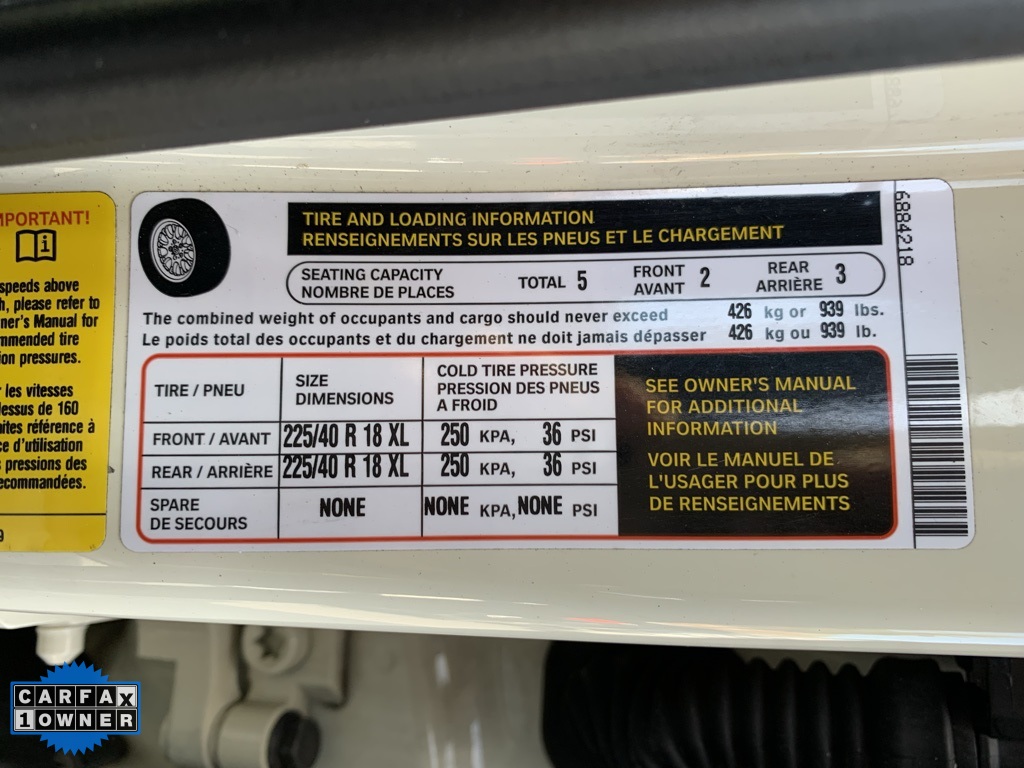 MPORTANT!
speeds above
h, please refer to
ner's Manual for
mmended tire
ion pressures.
les vitesses
dessus de 160
aites référence à
e d'utilisation
pressions des
ecommandées.
9
TIRE AND LOADING INFORMATION
RENSEIGNEMENTS SUR LES PNEUS ET LE CHARGEMENT
SEATING CAPACITY
NOMBRE DE PLACES
TOTAL 5
FRONT
AVANT 2
REAR
ARRIÈRE 3
The combined weight of occupants and cargo should never exceed 426 kg or 939 lbs.
Le poids total des occupants et du chargement ne doit jamais dépasser 426 kg ou 939 lb.
TIRE / PNEU
SIZE
DIMENSIONS
COLD TIRE PRESSURE
PRESSION DES PNEUS
A FROID
FRONT / AVANT 225/40 R 18 XL 250 KPA, 36 PSI
REAR / ARRIÈRE 225/40 R 18 XL 250 KPA, 36 PSI
SPARE
DE SECOURS
NONE NONE KPA, NONE PSI
SEE OWNER'S MANUAL
FOR ADDITIONAL
INFORMATION
VOIR LE MANUEL DE
L'USAGER POUR PLUS
DE RENSEIGNEMENTS
6884218
CARFAX
1 OWNER